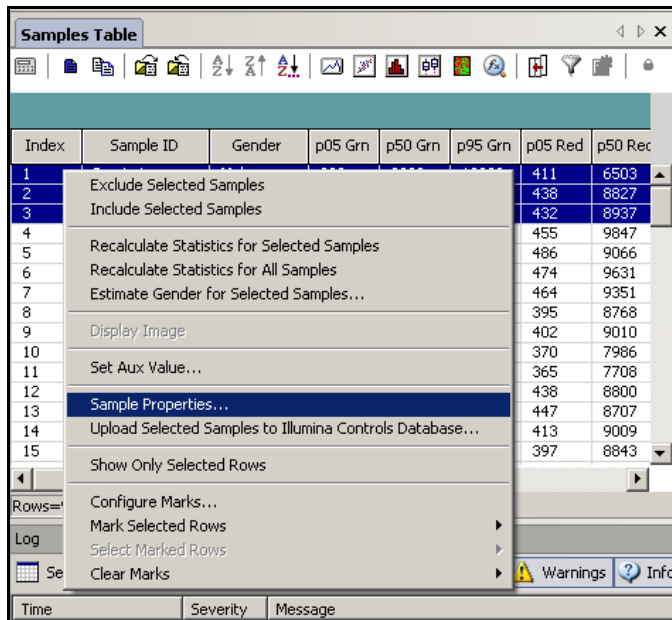 Samples Table
Index Sample ID Gender p05 Grn p50 Grn p95 Grn p05 Red p50 Red
1 411 6503
2 438 8827
3 432 8937
4 455 9847
5 486 9066
6 474 9631
7 464 9351
8 395 8768
9 402 9010
10 370 7986
11 365 7708
12 438 8800
13 447 8707
14 413 9009
15 397 8843
Exclude Selected Samples
Include Selected Samples
Recalculate Statistics for Selected Samples
Recalculate Statistics for All Samples
Estimate Gender for Selected Samples...
Display Image
Set Aux Value...
Sample Properties...
Upload Selected Samples to Illumina Controls Database...
Show Only Selected Rows
Configure Marks...
Mark Selected Rows
Select Marked Rows
Clear Marks
Rows=
Log
Se Warnings Info
Time Severity Message